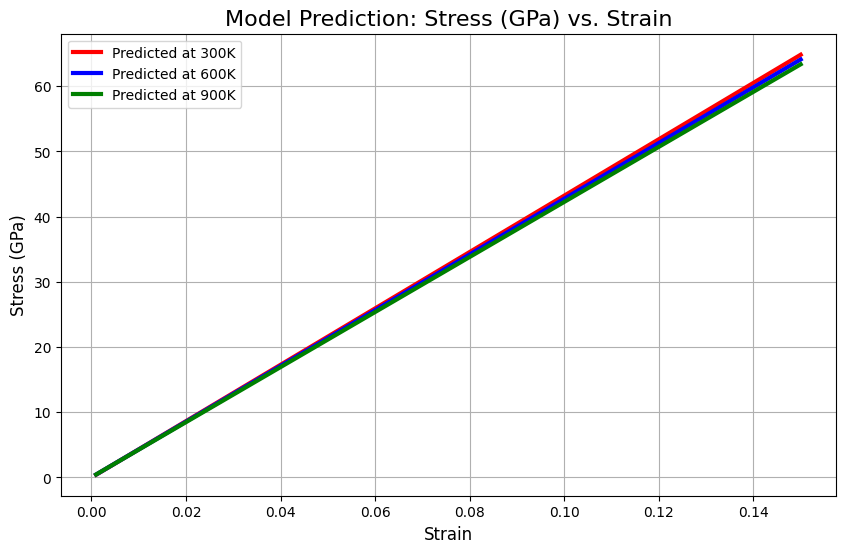 Model Prediction: Stress (GPa) vs. Strain
Predicted at 300K
Predicted at 600K
Predicted at 900K
Stress (GPa)
60
50
40
30
20
10
0
0.00 0.02 0.04 0.06 0.08 0.10 0.12 0.14
Strain